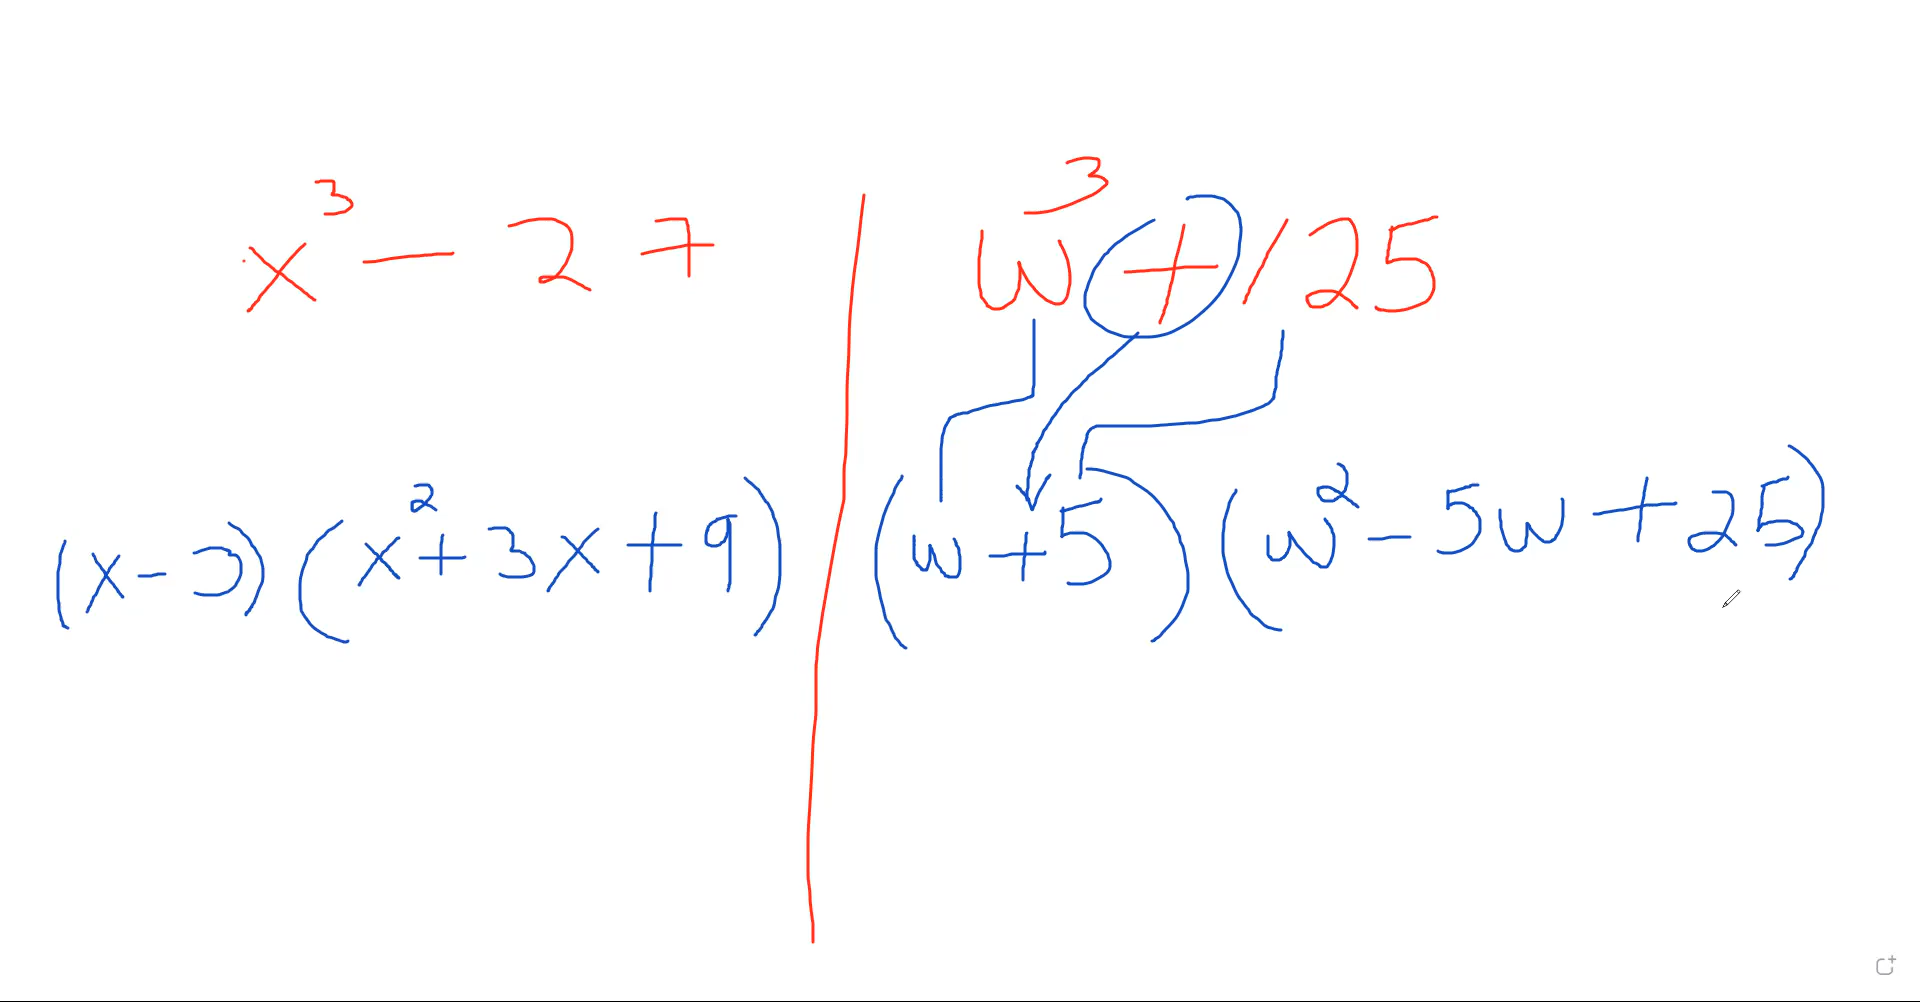 x³ - 27
w³ + 125
(x - 3)(x² + 3x + 9)
(w + 5)(w² - 5w + 25)